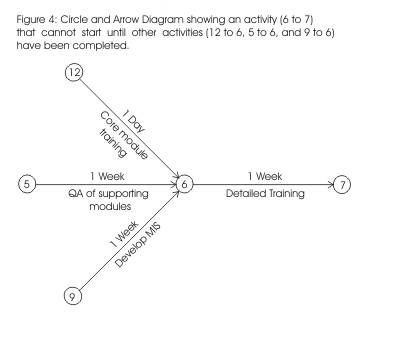 Figure 4: Circle and Arrow Diagram showing an activity (6 to 7)
that cannot start until other activities (12 to 6, 5 to 6, and 9 to 6)
have been completed.
12
1 Day
Core module
training
5
1 Week
QA of supporting
modules
6
1 Week
Detailed Training
7
1 Week
Develop MIS
9